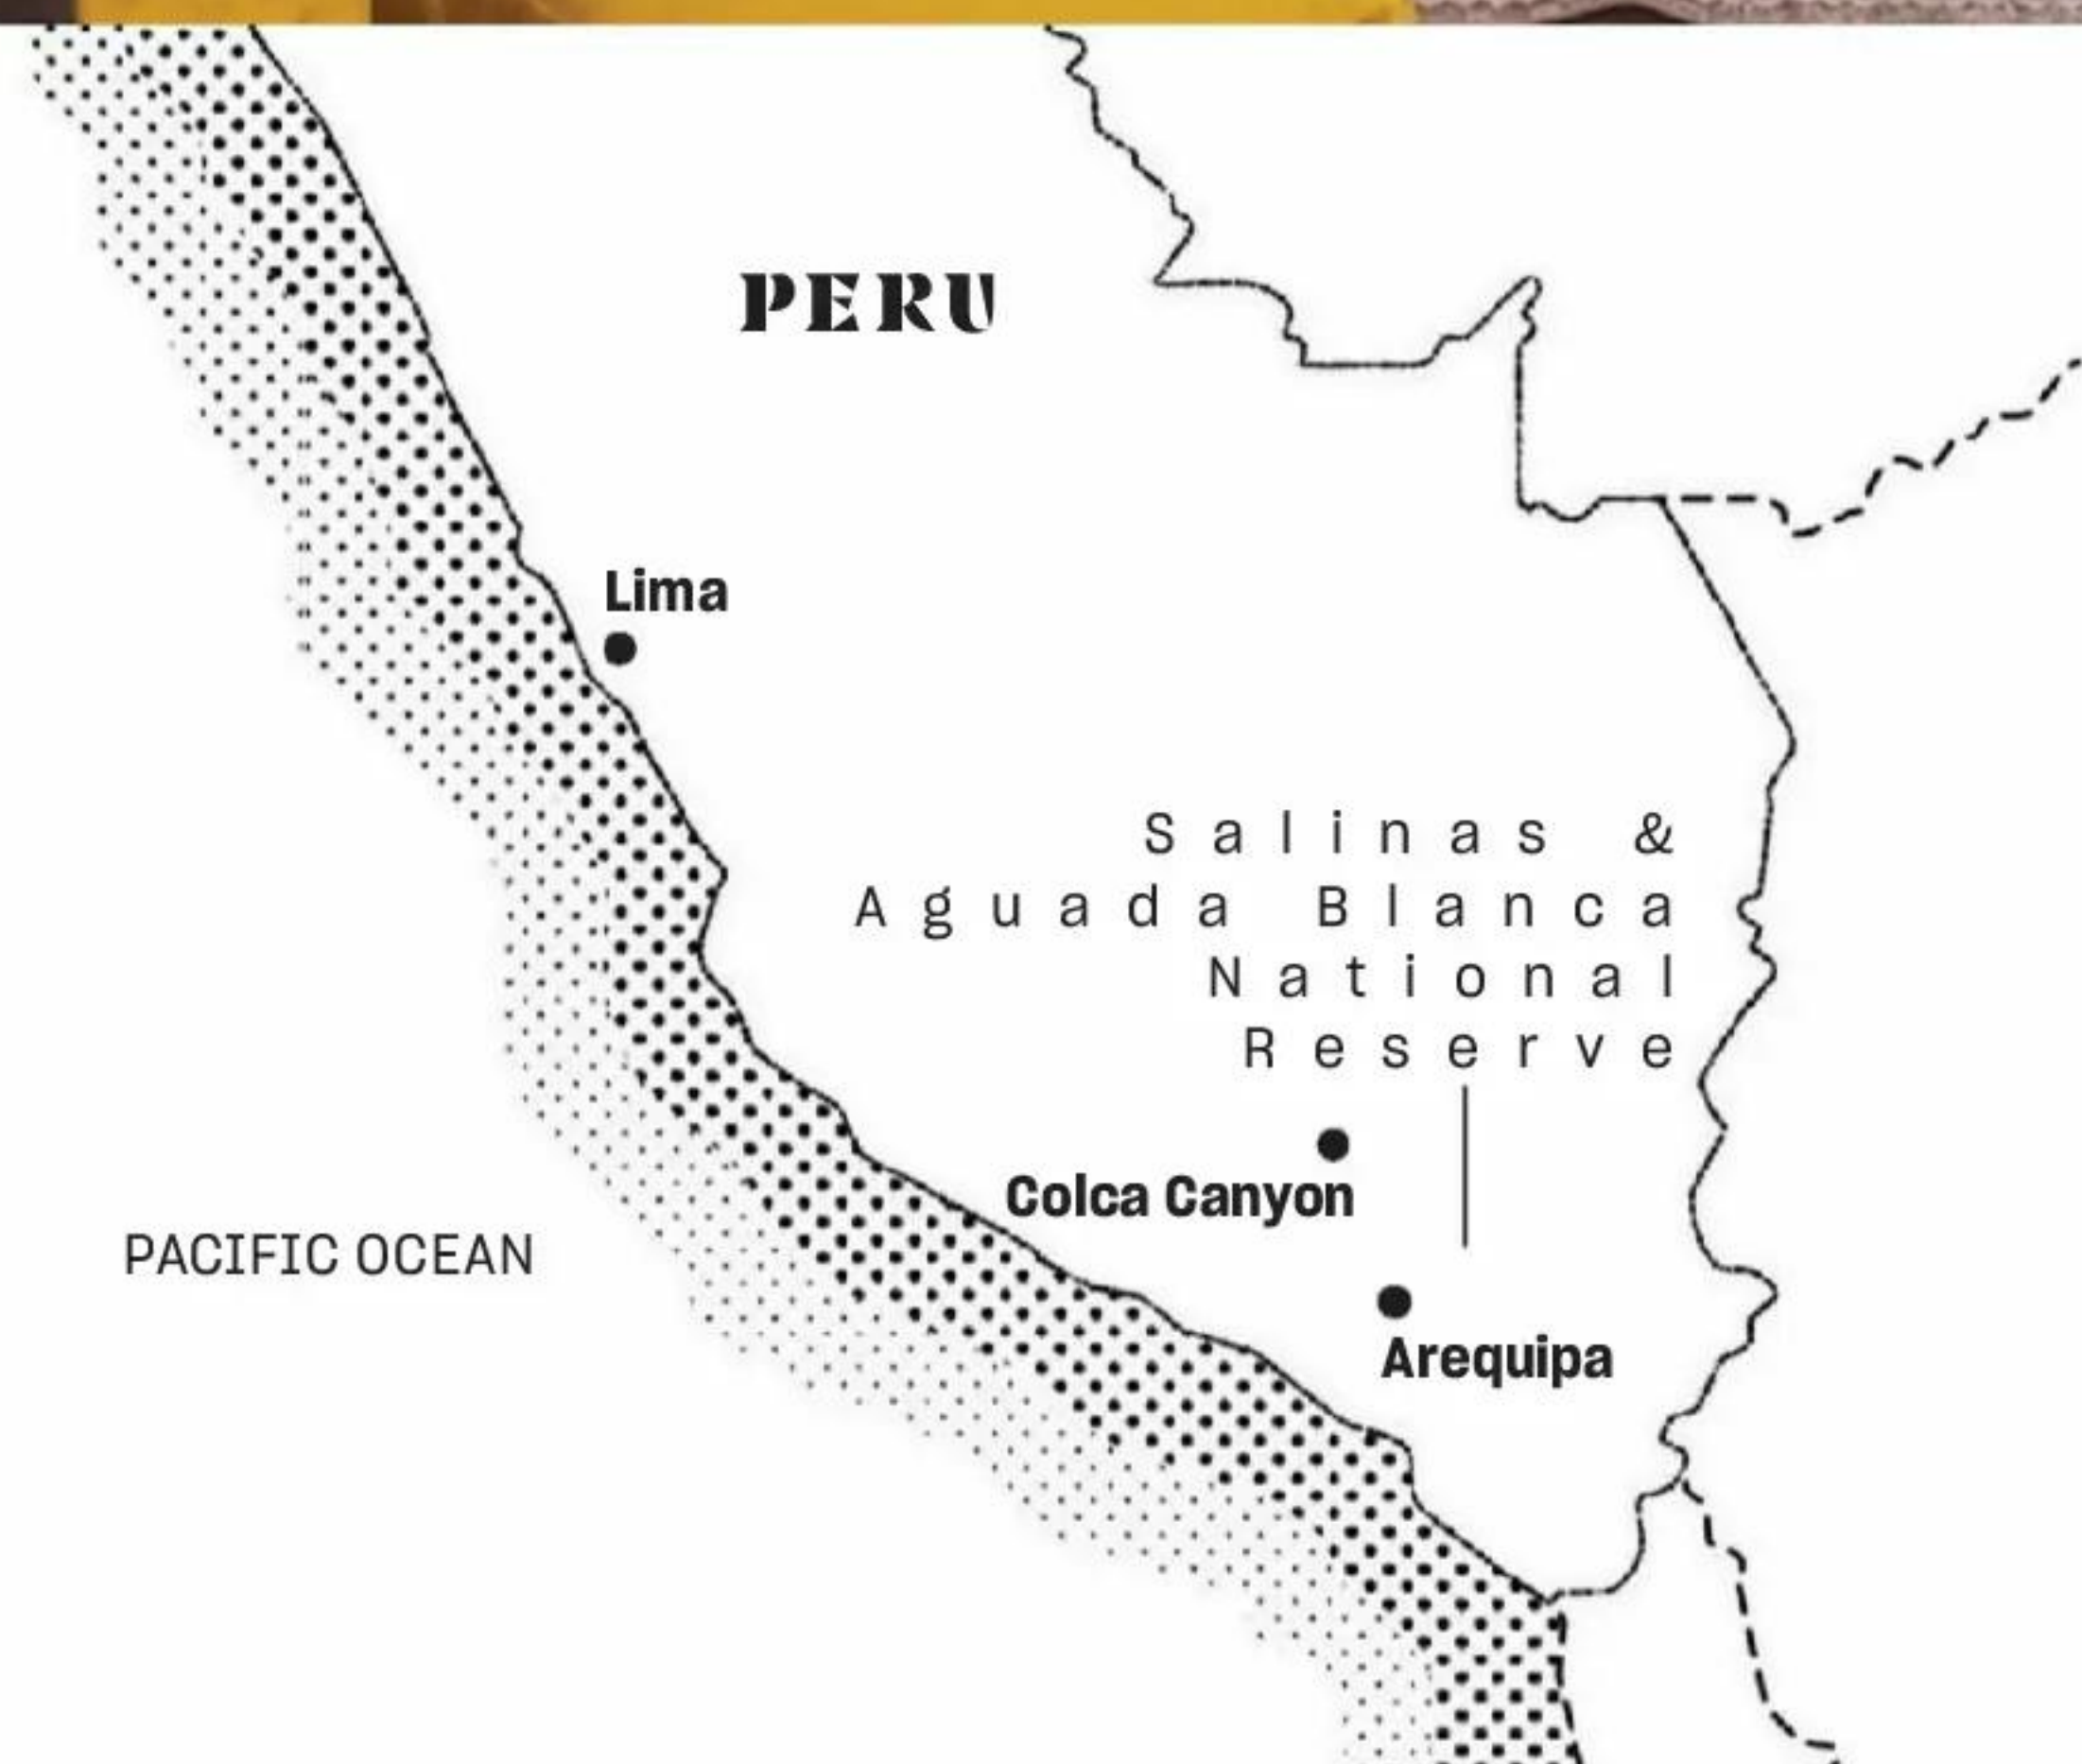 PERU
Lima
Salinas &
Aguada Blanca
National
Reserve
Colca Canyon
PACIFIC OCEAN
Arequipa